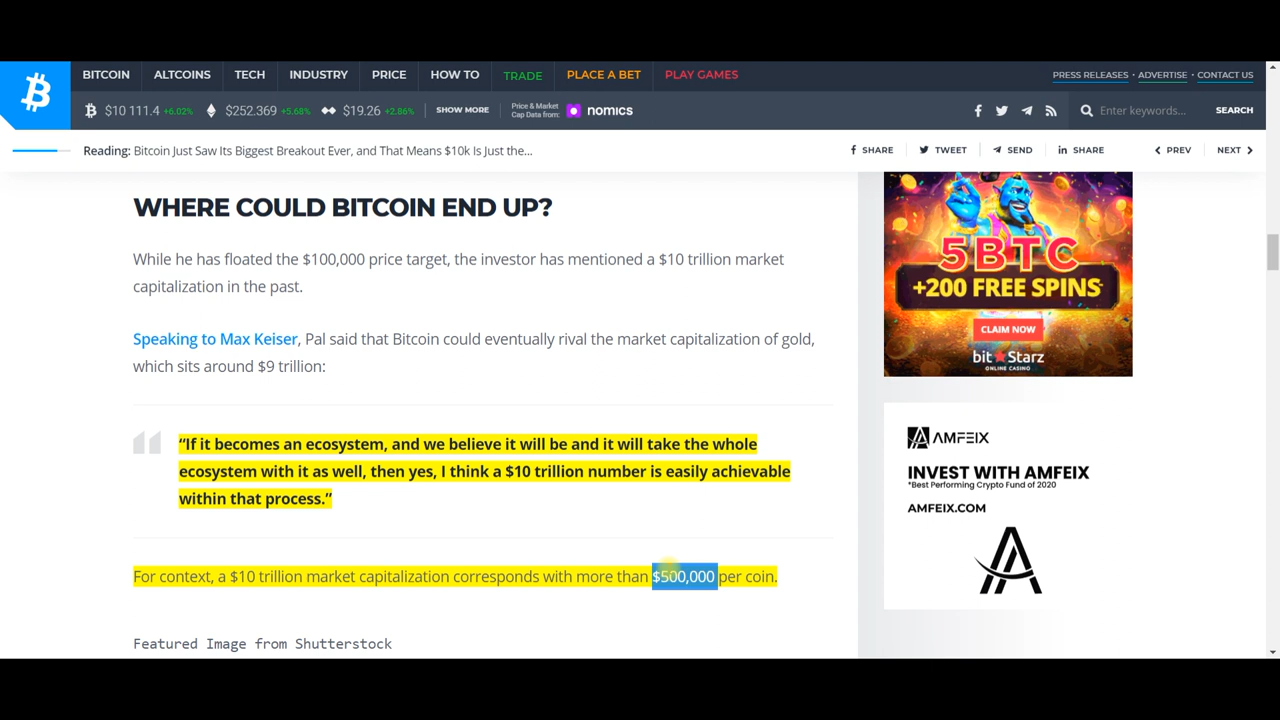 BITCOIN ALTCOINS TECH INDUSTRY PRICE HOW TO TRADE PLACE A BET PLAY GAMES PRESS RELEASES • ADVERTISE • CONTACT US
$10 111.4 +6.02% $252.369 +5.68% $19.26 +2.86% SHOW MORE Price & Market Cap Data from: nomics Enter keywords... SEARCH
Reading: Bitcoin Just Saw Its Biggest Breakout Ever, and That Means $10k Is Just the... SHARE TWEET SEND SHARE PREV NEXT
WHERE COULD BITCOIN END UP?
While he has floated the $100,000 price target, the investor has mentioned a $10 trillion market
capitalization in the past.
Speaking to Max Keiser, Pal said that Bitcoin could eventually rival the market capitalization of gold,
which sits around $9 trillion:
“If it becomes an ecosystem, and we believe it will be and it will take the whole
ecosystem with it as well, then yes, I think a $10 trillion number is easily achievable
within that process.”
For context, a $10 trillion market capitalization corresponds with more than $500,000 per coin.
Featured Image from Shutterstock
5 BTC
+200 FREE SPINS
CLAIM NOW
bitStarz
ONLINE CASINO
AMFEIX
INVEST WITH AMFEIX
*Best Performing Crypto Fund of 2020
AMFEIX.COM